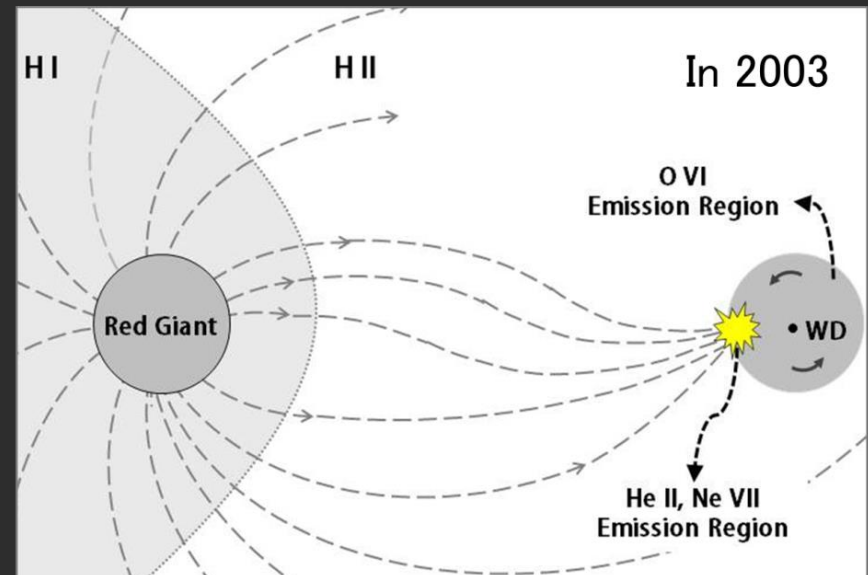 H I
H II
In 2003
O VI
Emission Region
Red Giant
WD
He II, Ne VII
Emission Region